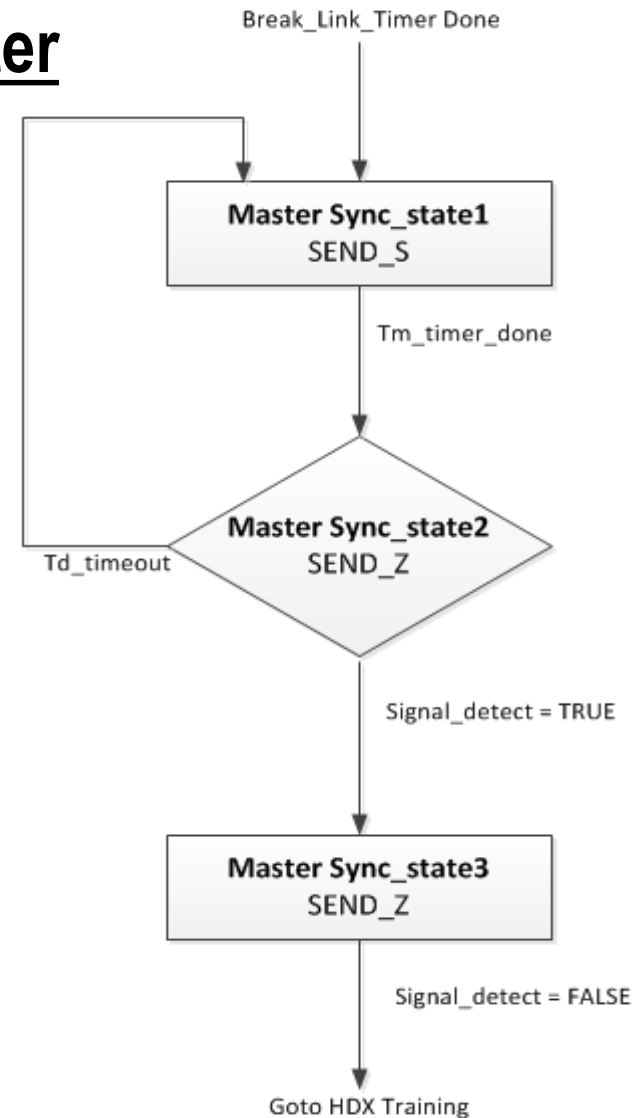 Break_Link_Timer Done
Master Sync_state1
SEND_S
Tm_timer_done
Master Sync_state2
SEND_Z
Td_timeout
Signal_detect = TRUE
Master Sync_state3
SEND_Z
Signal_detect = FALSE
Goto HDX Training